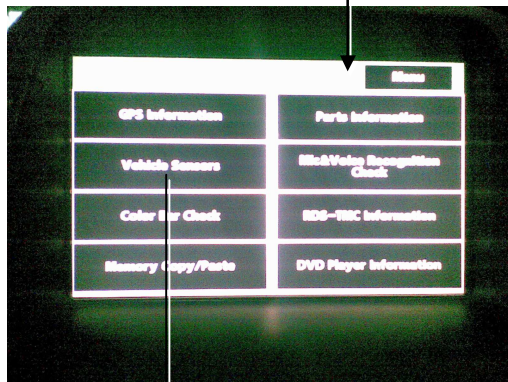 Menu
GPS Information
Parts Information
Vehicle Sensors
Mic&Voice Recognition
Check
Color Bar Check
RDS-TMC Information
Memory Copy/Paste
DVD Player Information